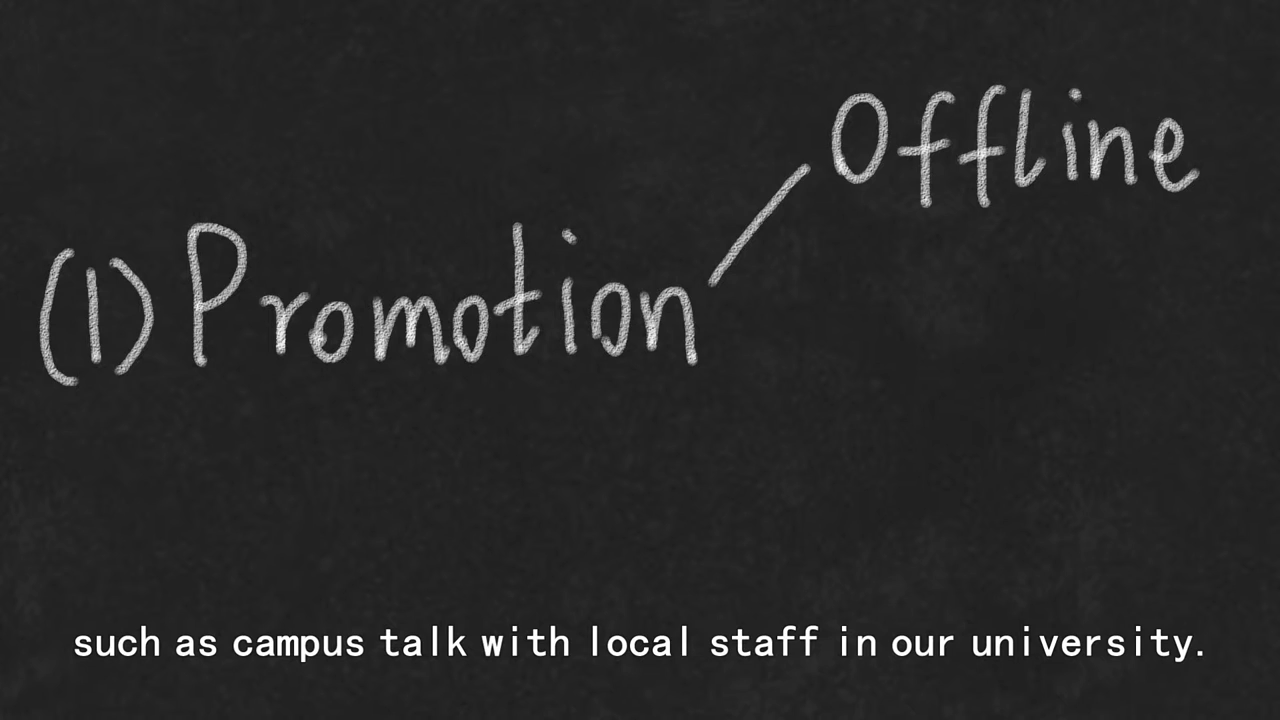 Offline
(1) Promotion
such as campus talk with local staff in our university.